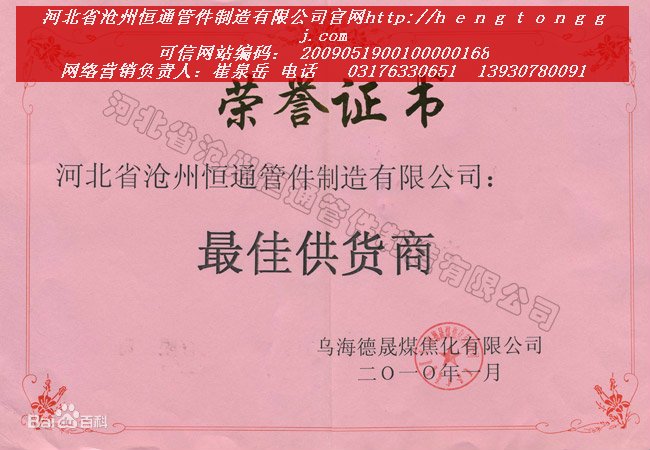 河北省沧州恒通管件制造有限公司官网http://ｈｅｎｇｔｏｎｇｇ
ｊ.com
可信网站编码： 2009051900100000168
网络营销负责人：崔泉岳 电话 03176330651 13930780091
荣誉证书
河北省沧州恒通管件制造有限公司：
河北省沧州恒通管件制造有限公司
最佳供货商
乌海德晟煤焦化有限公司
二〇一〇年一月
Bai百科